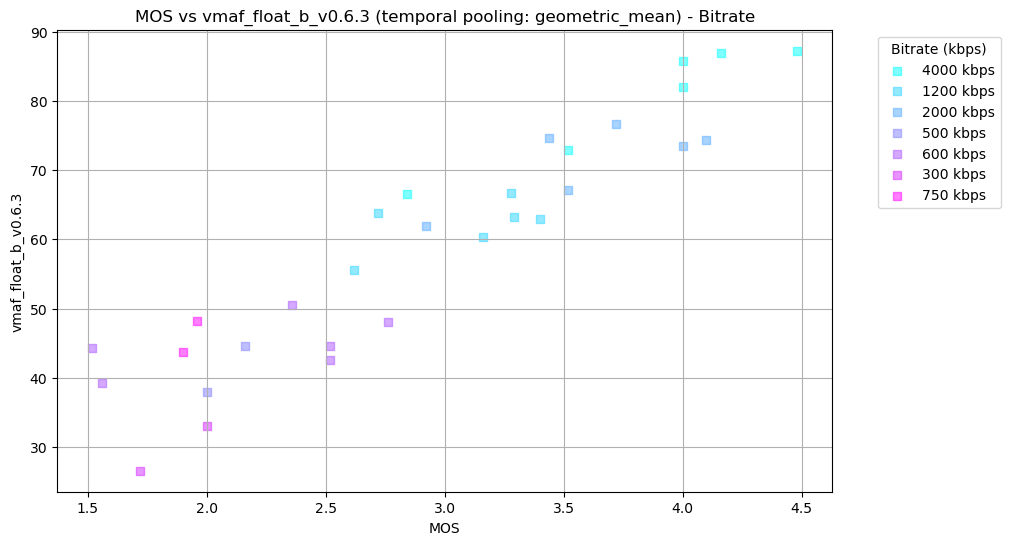 MOS vs vmaf_float_b_v0.6.3 (temporal pooling: geometric_mean) - Bitrate
90
80
70
60
50
40
30
vmaf_float_b_v0.6.3
1.5 2.0 2.5 3.0 3.5 4.0 4.5
MOS
Bitrate (kbps)
4000 kbps
1200 kbps
2000 kbps
500 kbps
600 kbps
300 kbps
750 kbps